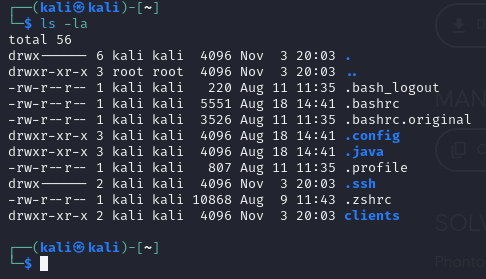 ┌──(kali㉿kali)-[~]
└─$ ls -la
total 56
drwx------ 6 kali kali  4096 Nov  3 20:03 .
drwxr-xr-x 3 root root  4096 Nov  3 20:03 ..
-rw-r--r-- 1 kali kali   220 Aug 11 11:35 .bash_logout
-rw-r--r-- 1 kali kali  5551 Aug 18 14:41 .bashrc
-rw-r--r-- 1 kali kali  3526 Aug 11 11:35 .bashrc.original
drwxr-xr-x 3 kali kali  4096 Aug 18 14:41 .config
drwxr-xr-x 3 kali kali  4096 Aug 18 14:41 .java
-rw-r--r-- 1 kali kali   807 Aug 11 11:35 .profile
drwx------ 2 kali kali  4096 Nov  3 20:03 .ssh
-rw-r--r-- 1 kali kali 10868 Aug  9 11:43 .zshrc
drwxr-xr-x 2 kali kali  4096 Nov  3 20:03 clients
┌──(kali㉿kali)-[~]
└─$